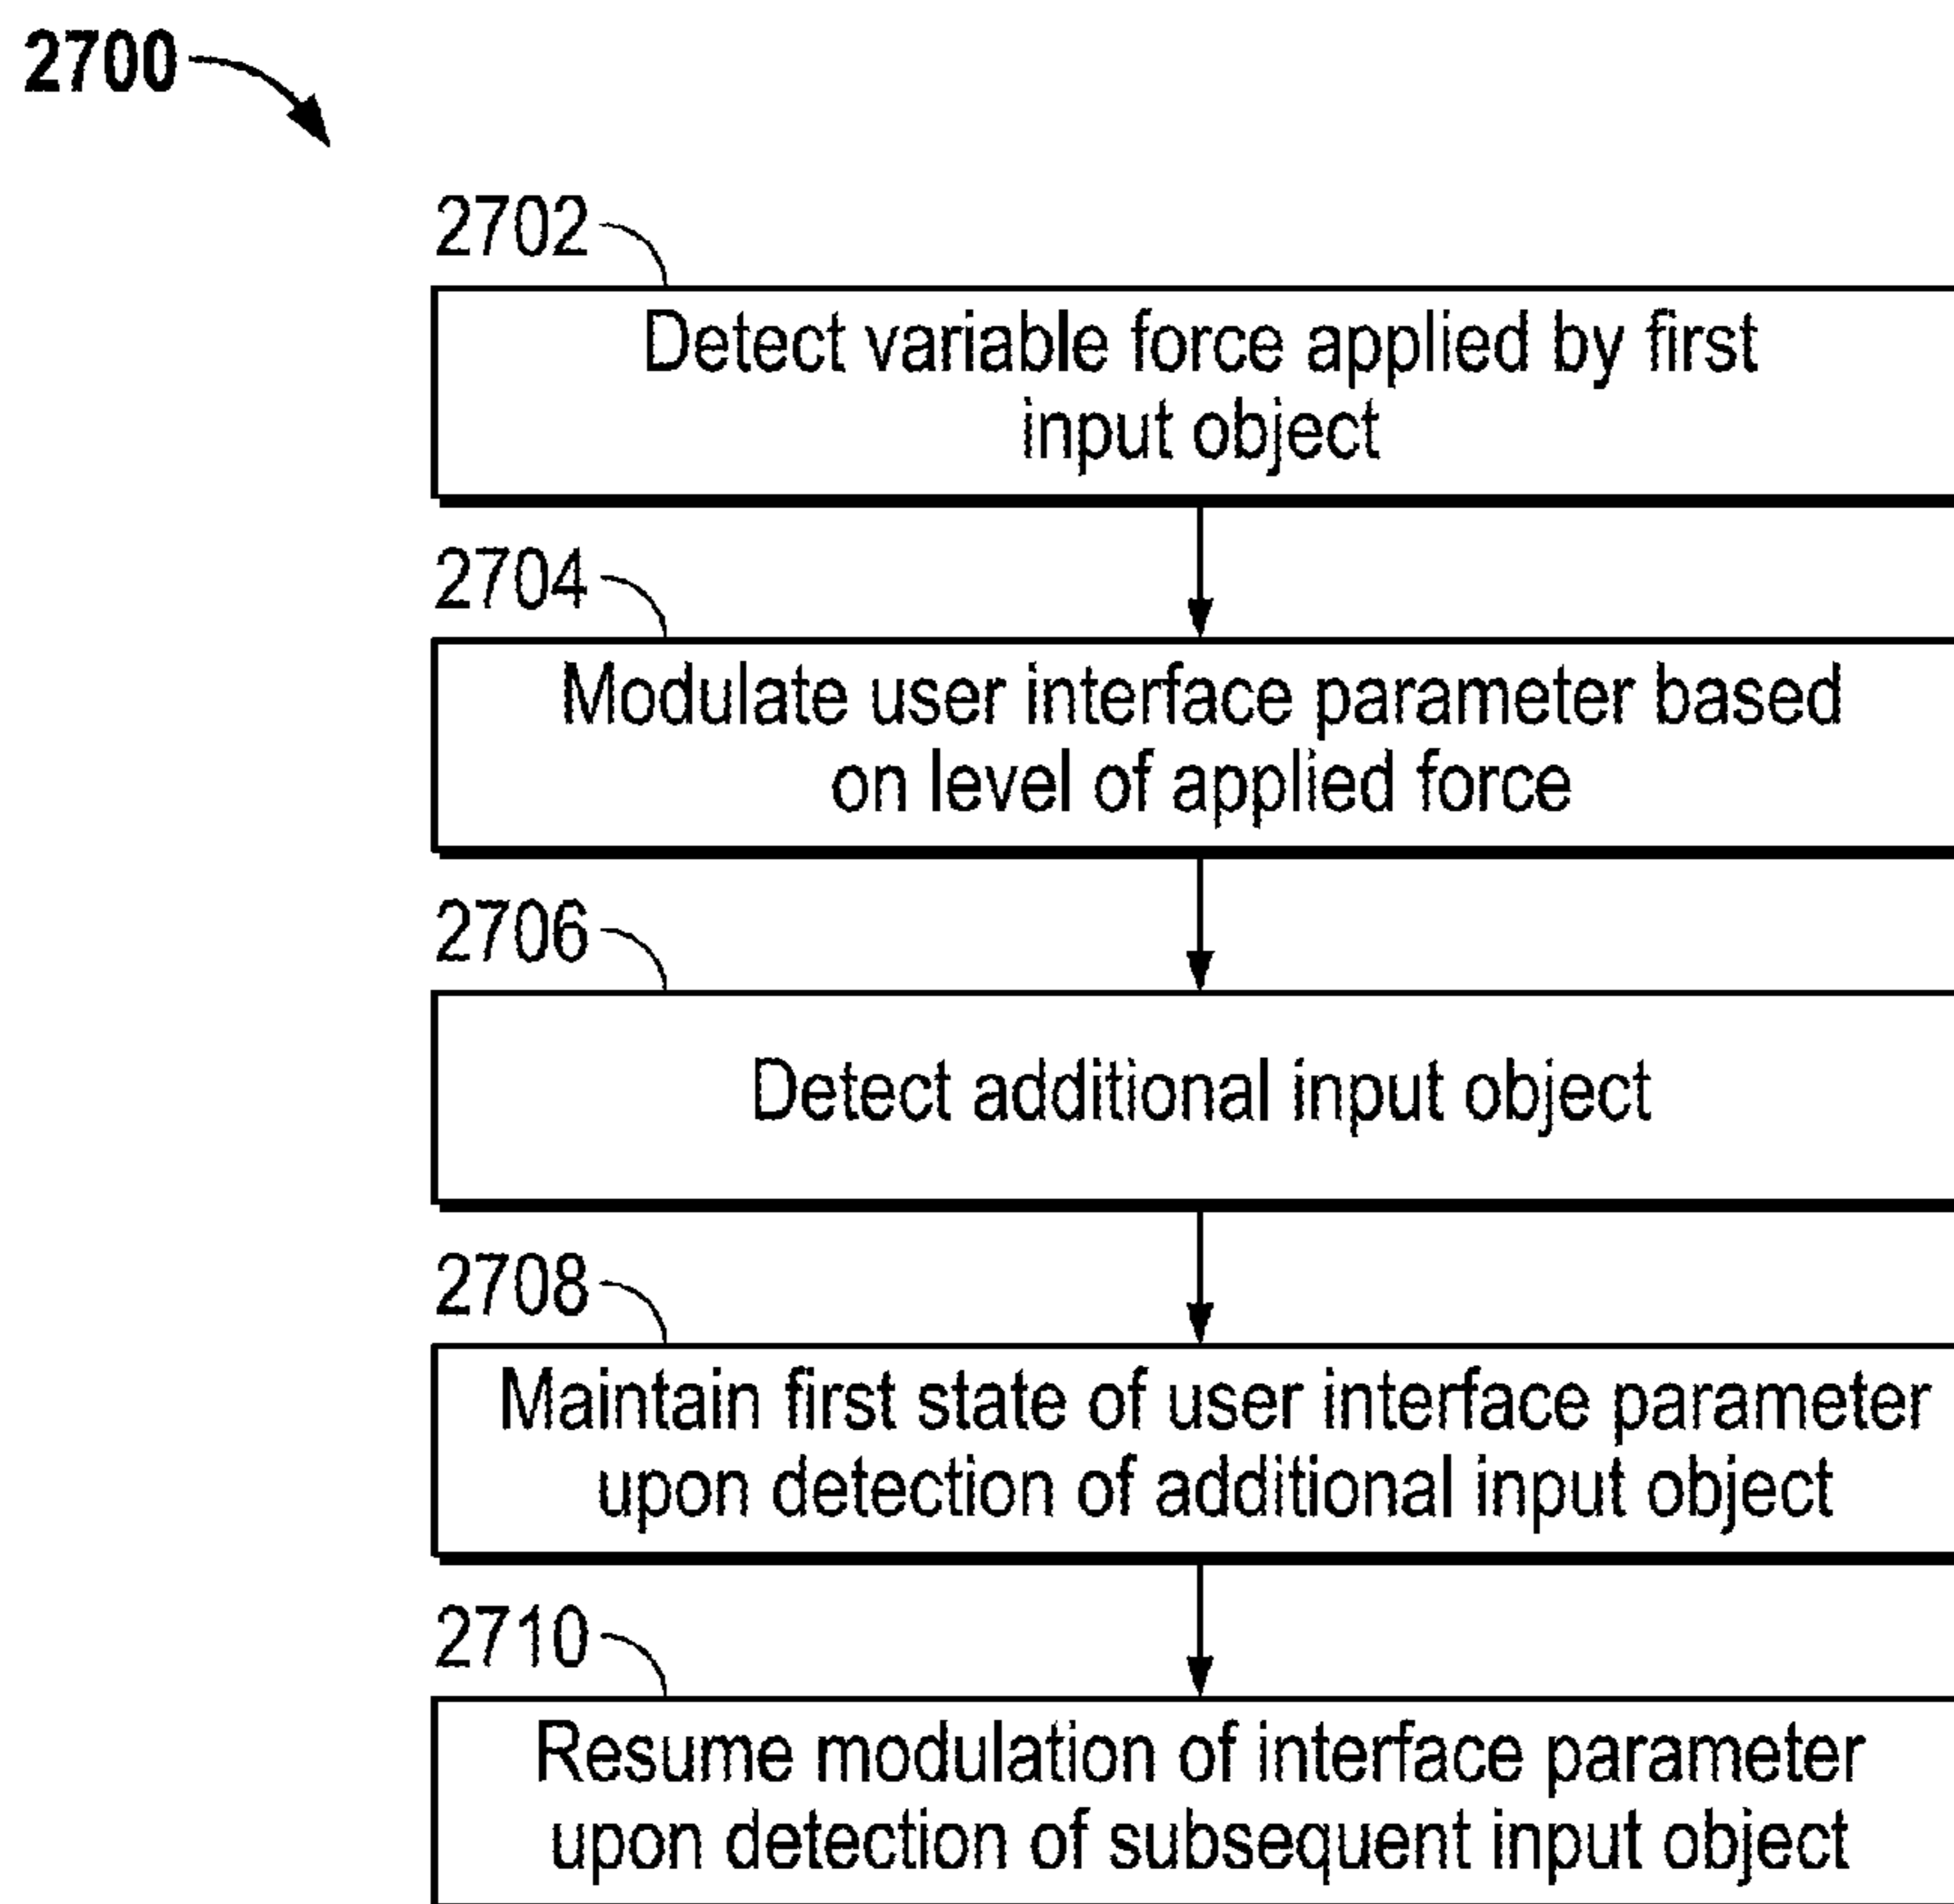 2700
2702
Detect variable force applied by first
input object
2704
Modulate user interface parameter based
on level of applied force
2706
Detect additional input object
2708
Maintain first state of user interface parameter
upon detection of additional input object
2710
Resume modulation of interface parameter
upon detection of subsequent input object